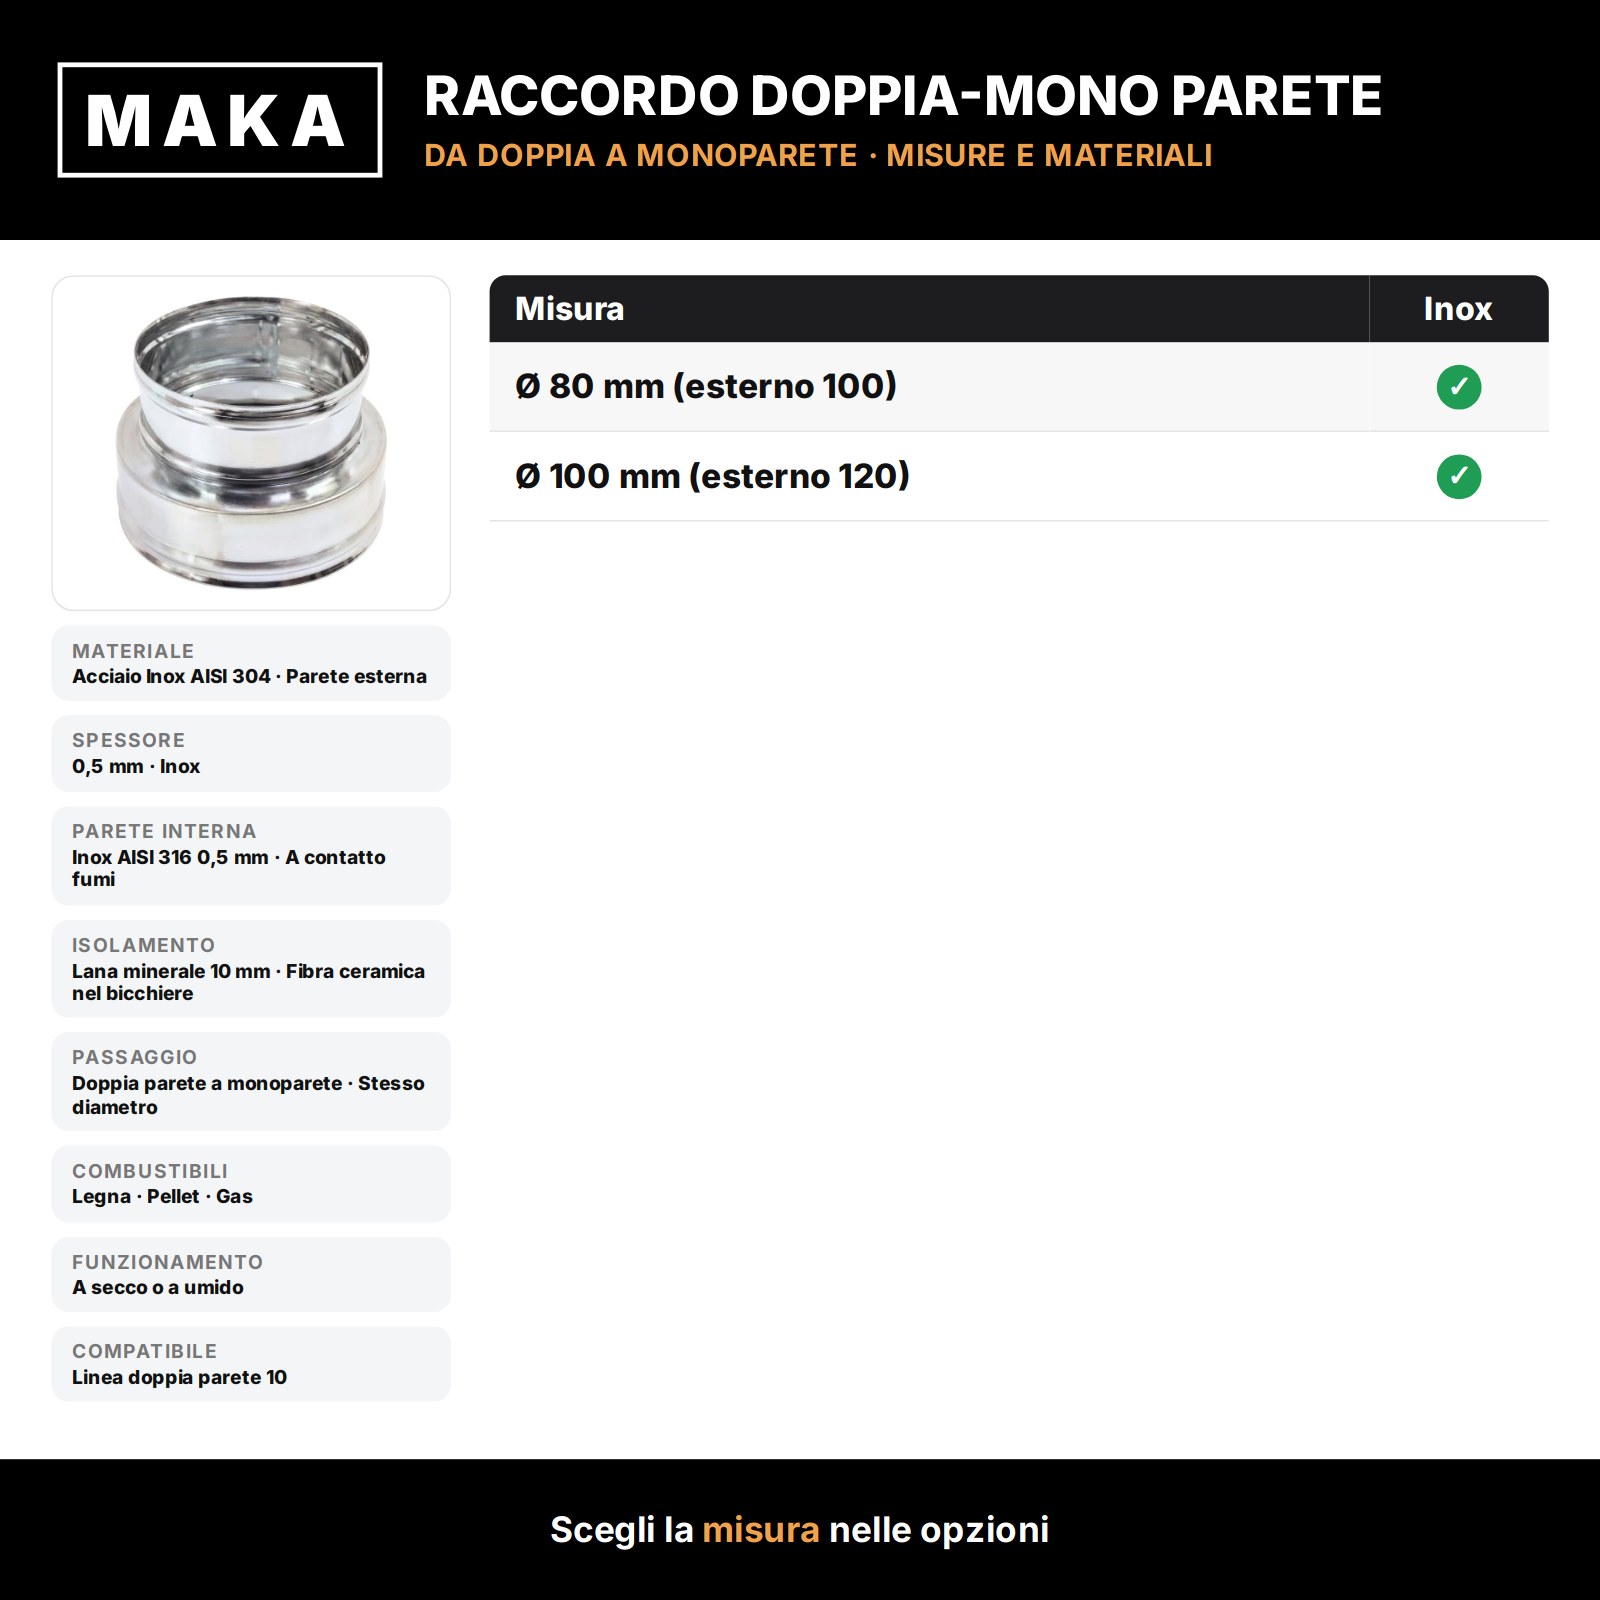 MAKA
RACCORDO DOPPIA-MONO PARETE
DA DOPPIA A MONOPARETE · MISURE E MATERIALI
Misura Inox
Ø 80 mm (esterno 100) ✓
Ø 100 mm (esterno 120) ✓
MATERIALE
Acciaio Inox AISI 304 · Parete esterna
SPESSORE
0,5 mm · Inox
PARETE INTERNA
Inox AISI 316 0,5 mm · A contatto
fumi
ISOLAMENTO
Lana minerale 10 mm · Fibra ceramica
nel bicchiere
PASSAGGIO
Doppia parete a monoparete · Stesso
diametro
COMBUSTIBILI
Legna · Pellet · Gas
FUNZIONAMENTO
A secco o a umido
COMPATIBILE
Linea doppia parete 10
Scegli la misura nelle opzioni